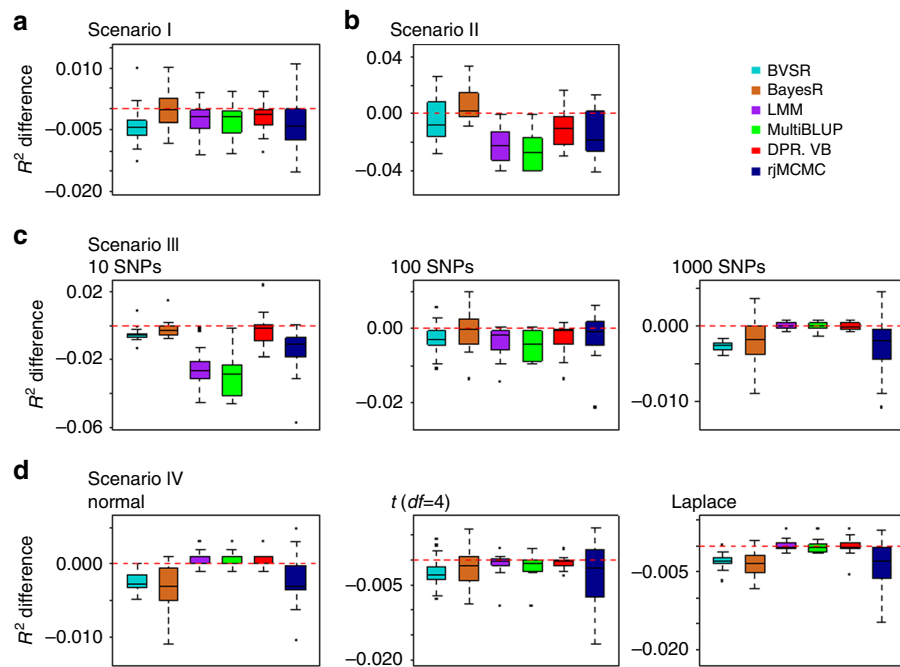 a
Scenario I
R² difference
0.010
−0.005
−0.020
b
Scenario II
0.04
0.00
−0.04
BVSR
BayesR
LMM
MultiBLUP
DPR. VB
rjMCMC
c
Scenario III
10 SNPs
R² difference
0.02
−0.02
−0.06
100 SNPs
0.00
−0.02
1000 SNPs
0.000
−0.010
d
Scenario IV
normal
R² difference
0.000
−0.010
t (df=4)
−0.005
−0.020
Laplace
−0.005
−0.020